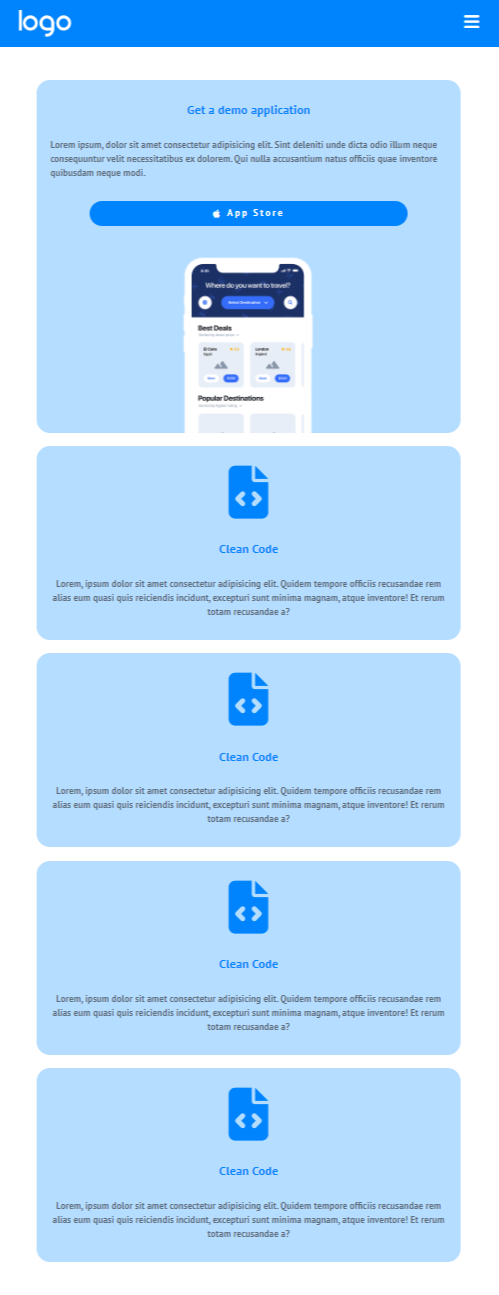 logo
Get a demo application
Lorem ipsum, dolor sit amet consectetur adipisicing elit. Sint deleniti unde dicta odio illum neque
consequuntur velit necessitatibus ex dolorem. Qui nulla accusantium natus officiis quae inventore
quibusdam neque modi.
App Store
Where do you want to travel?
Select Destination
Best Deals
El Cairo
London
Egypt
England
Popular Destinations
Clean Code
Lorem, ipsum dolor sit amet consectetur adipisicing elit. Quidem tempore officiis recusandae rem
alias eum quasi quis reiciendis incidunt, excepturi sunt minima magnam, atque inventore! Et rerum
totam recusandae a?
Clean Code
Lorem, ipsum dolor sit amet consectetur adipisicing elit. Quidem tempore officiis recusandae rem
alias eum quasi quis reiciendis incidunt, excepturi sunt minima magnam, atque inventore! Et rerum
totam recusandae a?
Clean Code
Lorem, ipsum dolor sit amet consectetur adipisicing elit. Quidem tempore officiis recusandae rem
alias eum quasi quis reiciendis incidunt, excepturi sunt minima magnam, atque inventore! Et rerum
totam recusandae a?
Clean Code
Lorem, ipsum dolor sit amet consectetur adipisicing elit. Quidem tempore officiis recusandae rem
alias eum quasi quis reiciendis incidunt, excepturi sunt minima magnam, atque inventore! Et rerum
totam recusandae a?